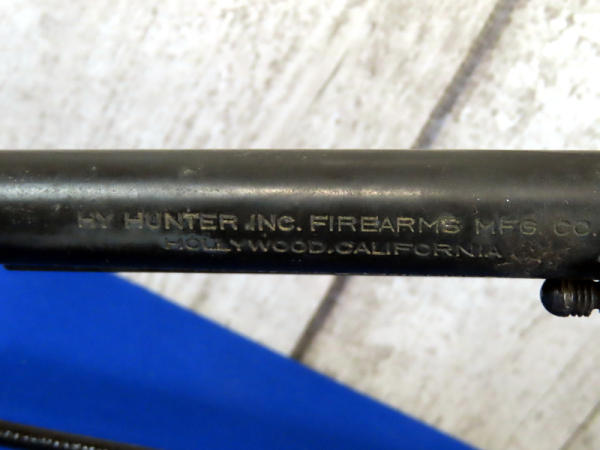 HY HUNTER, INC. FIREARMS MFG. CO.
HOLLYWOOD, CALIFORNIA